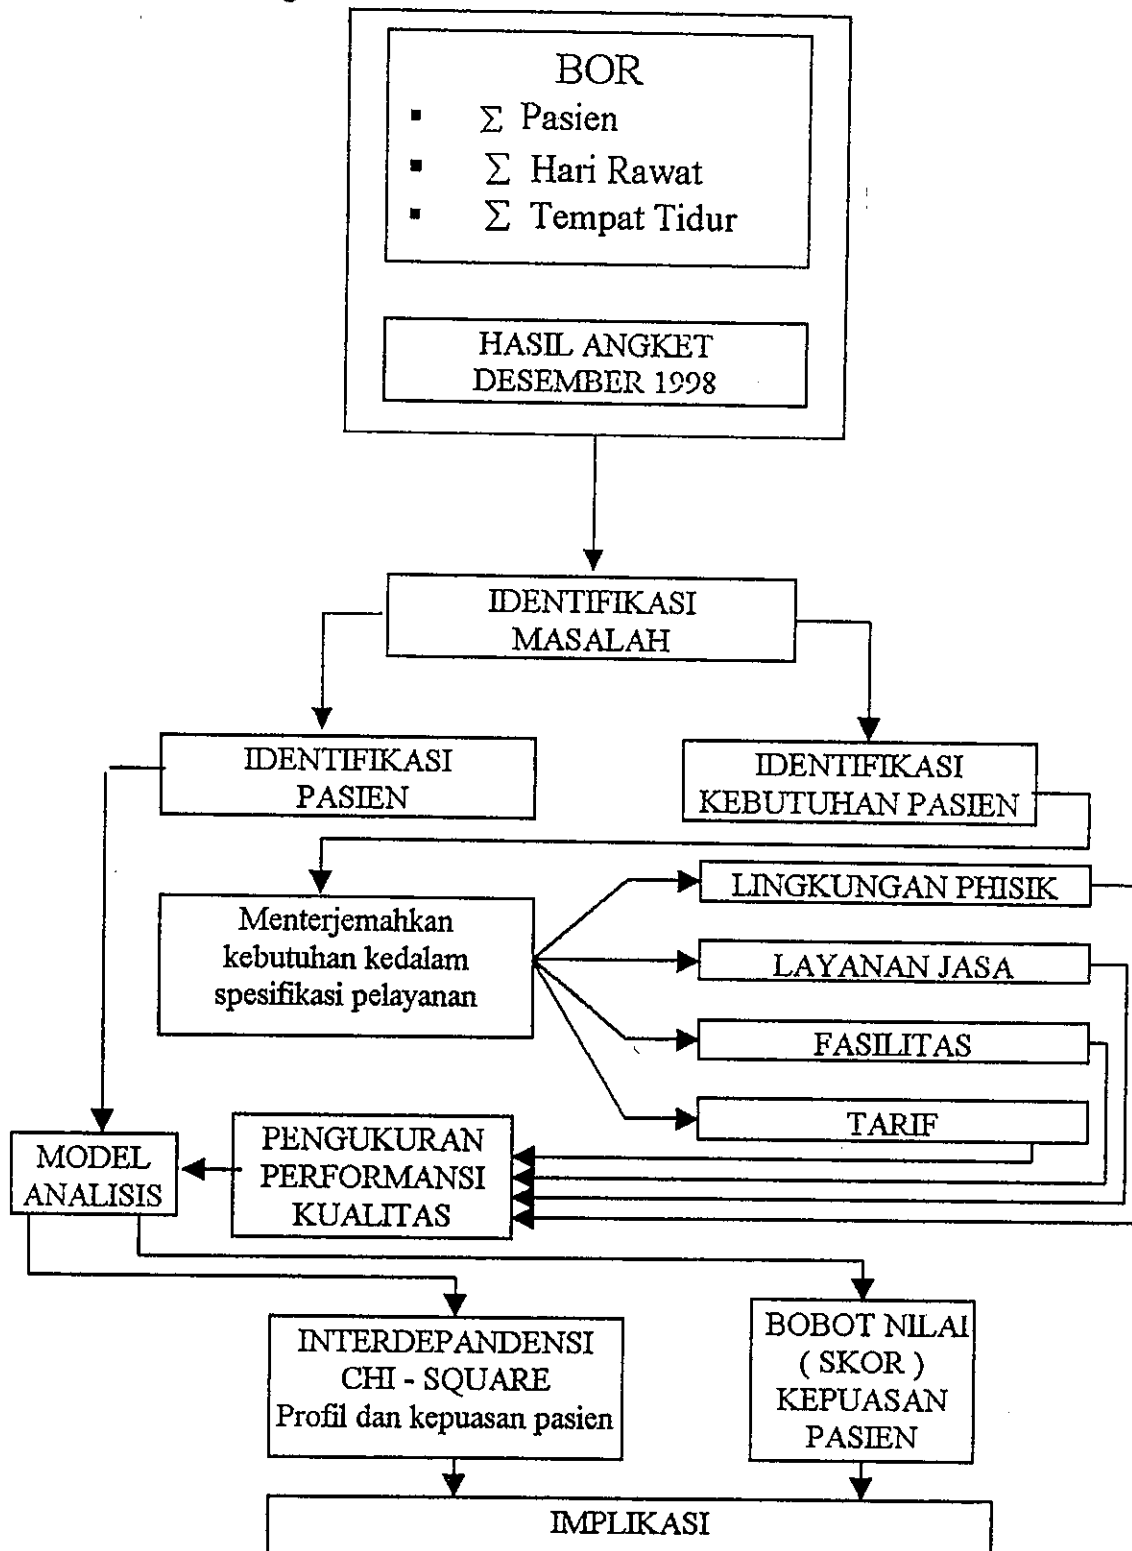 BOR
▪ Σ Pasien
▪ Σ Hari Rawat
▪ Σ Tempat Tidur
HASIL ANGKET
DESEMBER 1998
IDENTIFIKASI
MASALAH
IDENTIFIKASI
PASIEN
IDENTIFIKASI
KEBUTUHAN PASIEN
Menterjemahkan
kebutuhan kedalam
spesifikasi pelayanan
LINGKUNGAN PHISIK
LAYANAN JASA
FASILITAS
TARIF
PENGUKURAN
PERFORMANSI
KUALITAS
MODEL
ANALISIS
INTERDEPANDENSI
CHI - SQUARE
Profil dan kepuasan pasien
BOBOT NILAI
( SKOR )
KEPUASAN
PASIEN
IMPLIKASI